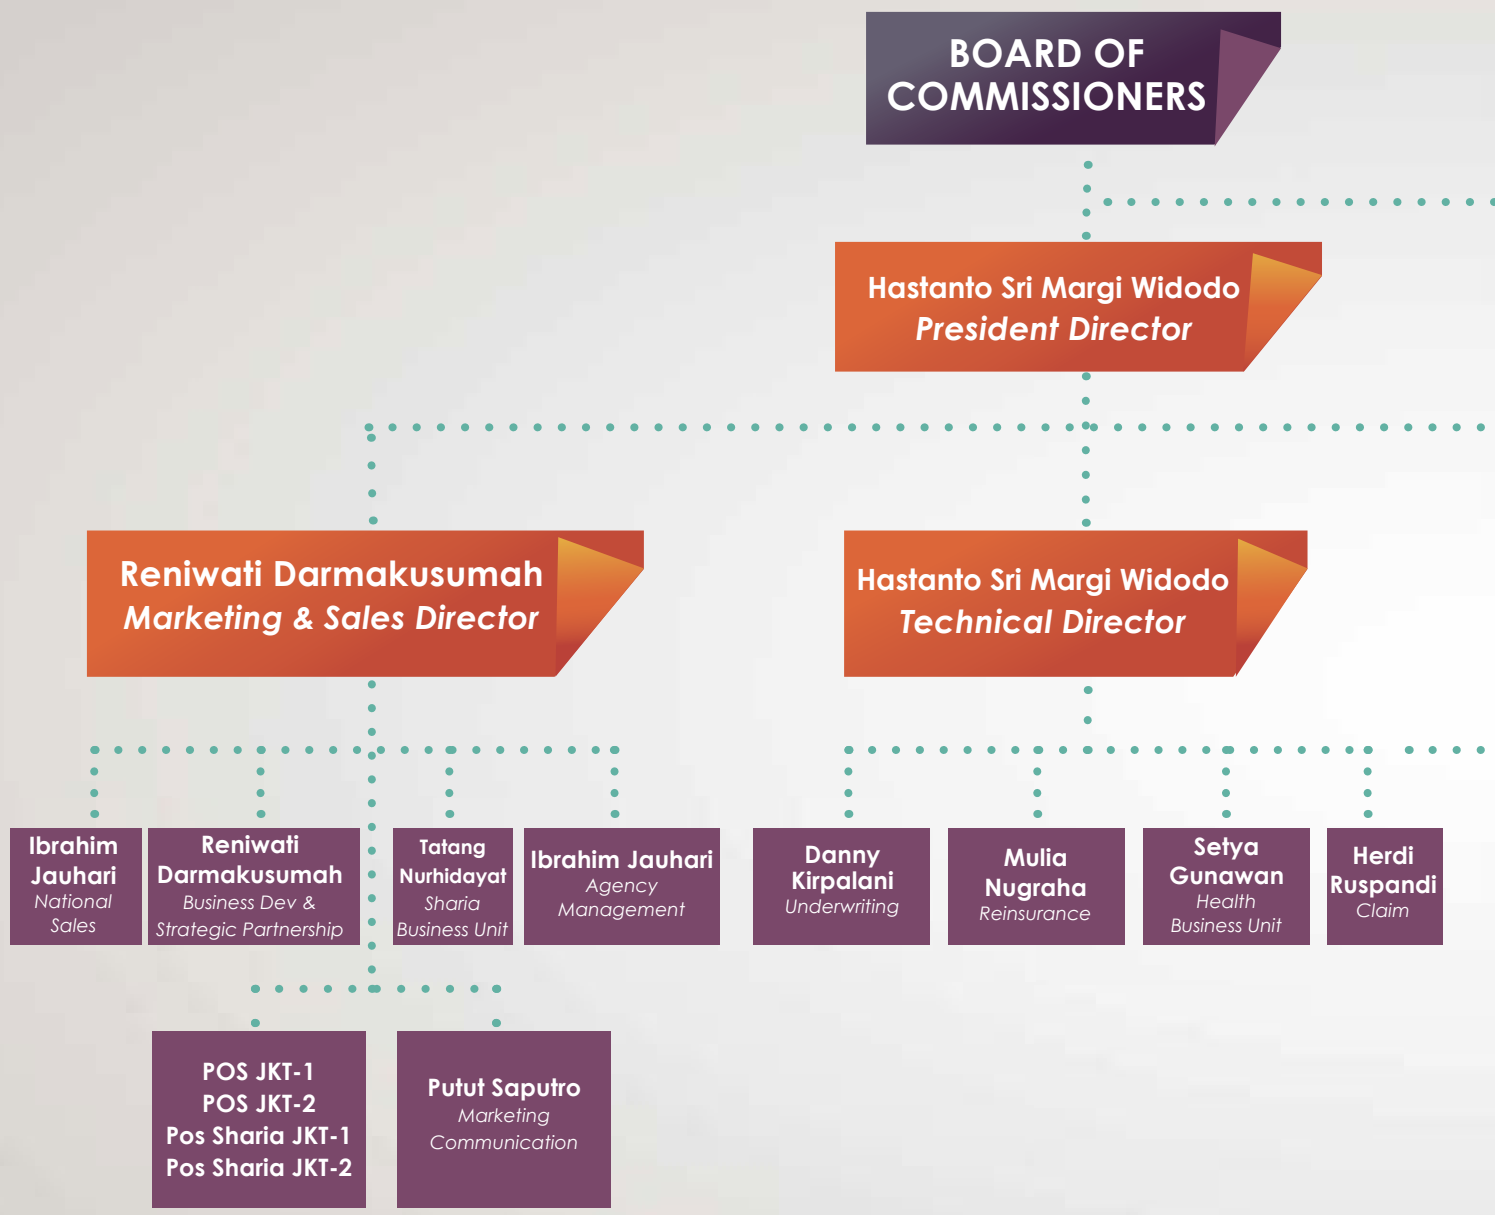 BOARD OF
COMMISSIONERS
Hastanto Sri Margi Widodo
President Director
Reniwati Darmakusumah
Marketing & Sales Director
Hastanto Sri Margi Widodo
Technical Director
Ibrahim
Jauhari
National
Sales
Reniwati
Darmakusumah
Business Dev &
Strategic Partnership
Tatang
Nurhidayat
Sharia
Business Unit
Ibrahim Jauhari
Agency
Management
Danny
Kirpalani
Underwriting
Mulia
Nugraha
Reinsurance
Setya
Gunawan
Health
Business Unit
Herdi
Ruspandi
Claim
POS JKT-1
POS JKT-2
Pos Sharia JKT-1
Pos Sharia JKT-2
Putut Saputro
Marketing
Communication